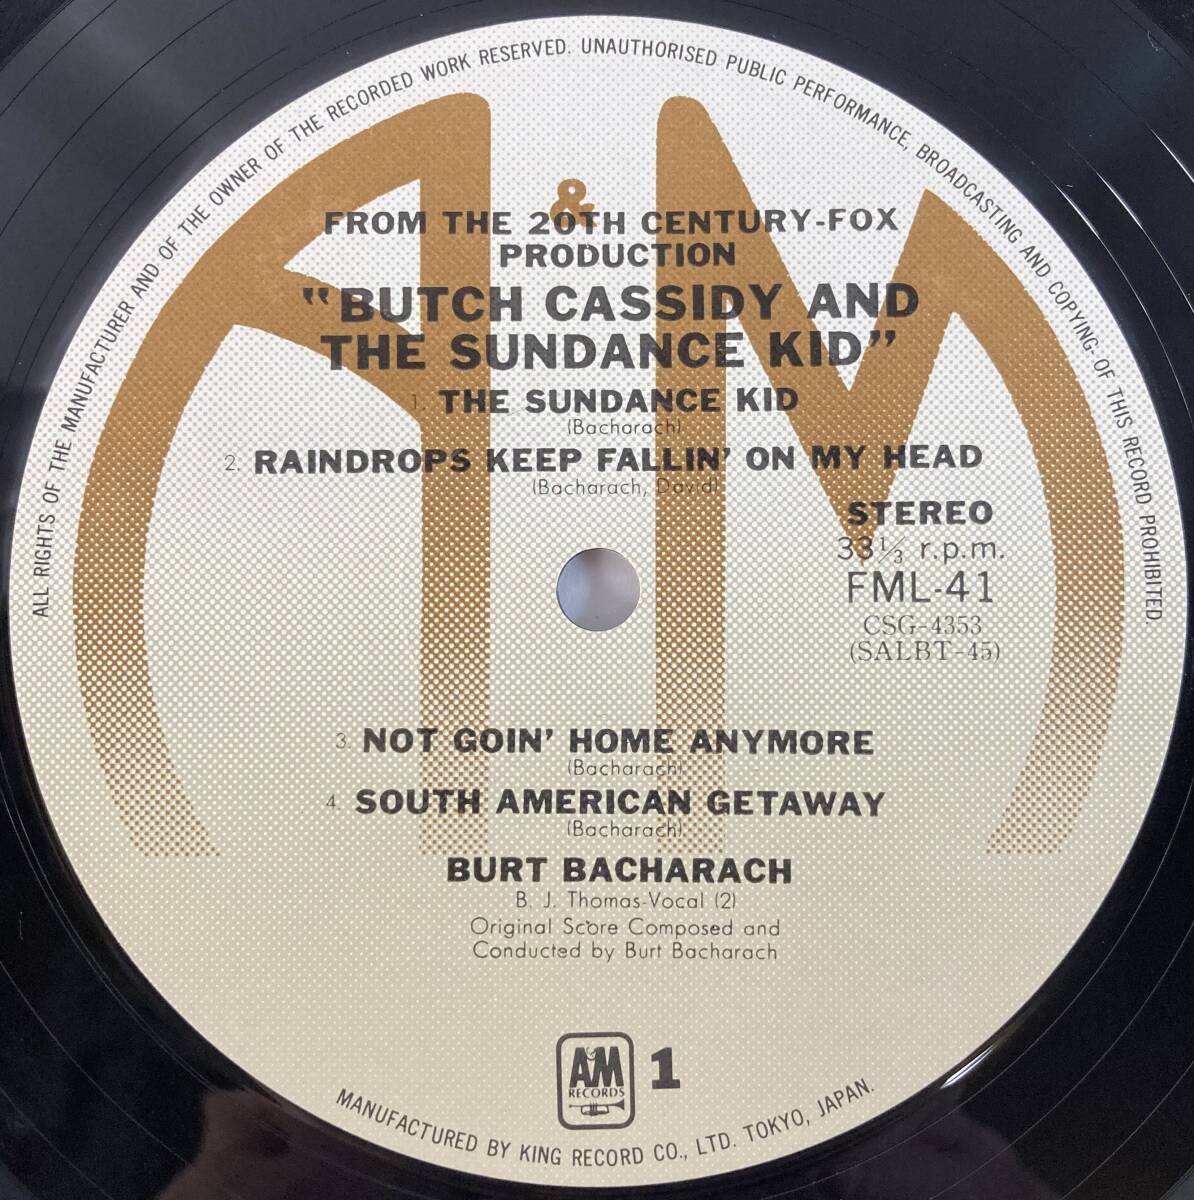 ALL RIGHTS OF THE MANUFACTURER AND OF THE OWNER OF THE RECORDED WORK RESERVED. UNAUTHORISED PUBLIC PERFORMANCE, BROADCASTING AND COPYING OF THIS RECORD PROHIBITED
A & M
FROM THE 20TH CENTURY-FOX
PRODUCTION
"BUTCH CASSIDY AND
THE SUNDANCE KID"
1. THE SUNDANCE KID
(Bacharach)
2. RAINDROPS KEEP FALLIN' ON MY HEAD
(Bacharach, David)
STEREO
33⅓ r.p.m.
FML-41
CSG-4353
(SALBT-45)
3. NOT GOIN' HOME ANYMORE
(Bacharach)
4. SOUTH AMERICAN GETAWAY
(Bacharach)
BURT BACHARACH
B. J. Thomas-Vocal (2)
Original Score Composed and
Conducted by Burt Bacharach
A&M
RECORDS
1
MANUFACTURED BY KING RECORD CO., LTD. TOKYO, JAPAN.